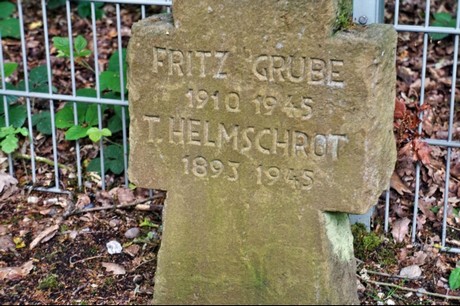 FRITZ GRUBE
1910 1945
T. HELMSCHROT
1893 1945